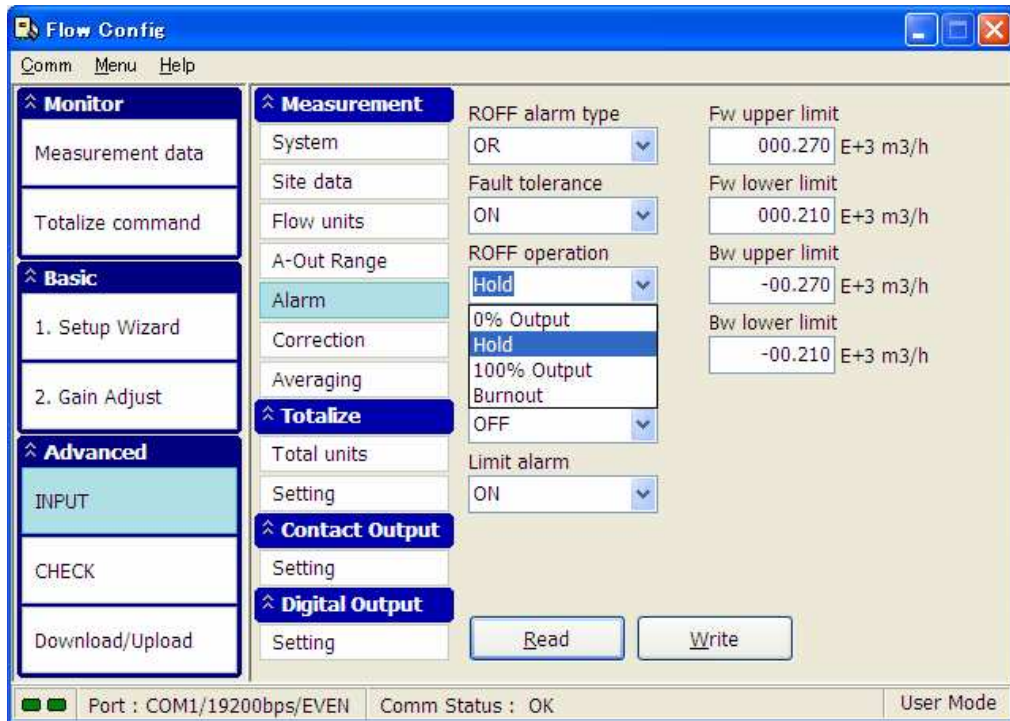 Flow Config
Comm Menu Help
Monitor
Measurement data
Totalize command
Basic
1. Setup Wizard
2. Gain Adjust
Advanced
INPUT
CHECK
Download/Upload
Measurement
System
Site data
Flow units
A-Out Range
Alarm
Correction
Averaging
Totalize
Total units
Setting
Contact Output
Setting
Digital Output
Setting
ROFF alarm type
OR
Fault tolerance
ON
ROFF operation
Hold
0% Output
Hold
100% Output
Burnout
OFF
Limit alarm
ON
Fw upper limit
000.270 E+3 m3/h
Fw lower limit
000.210 E+3 m3/h
Bw upper limit
-00.270 E+3 m3/h
Bw lower limit
-00.210 E+3 m3/h
Read Write
Port : COM1/19200bps/EVEN Comm Status : OK User Mode